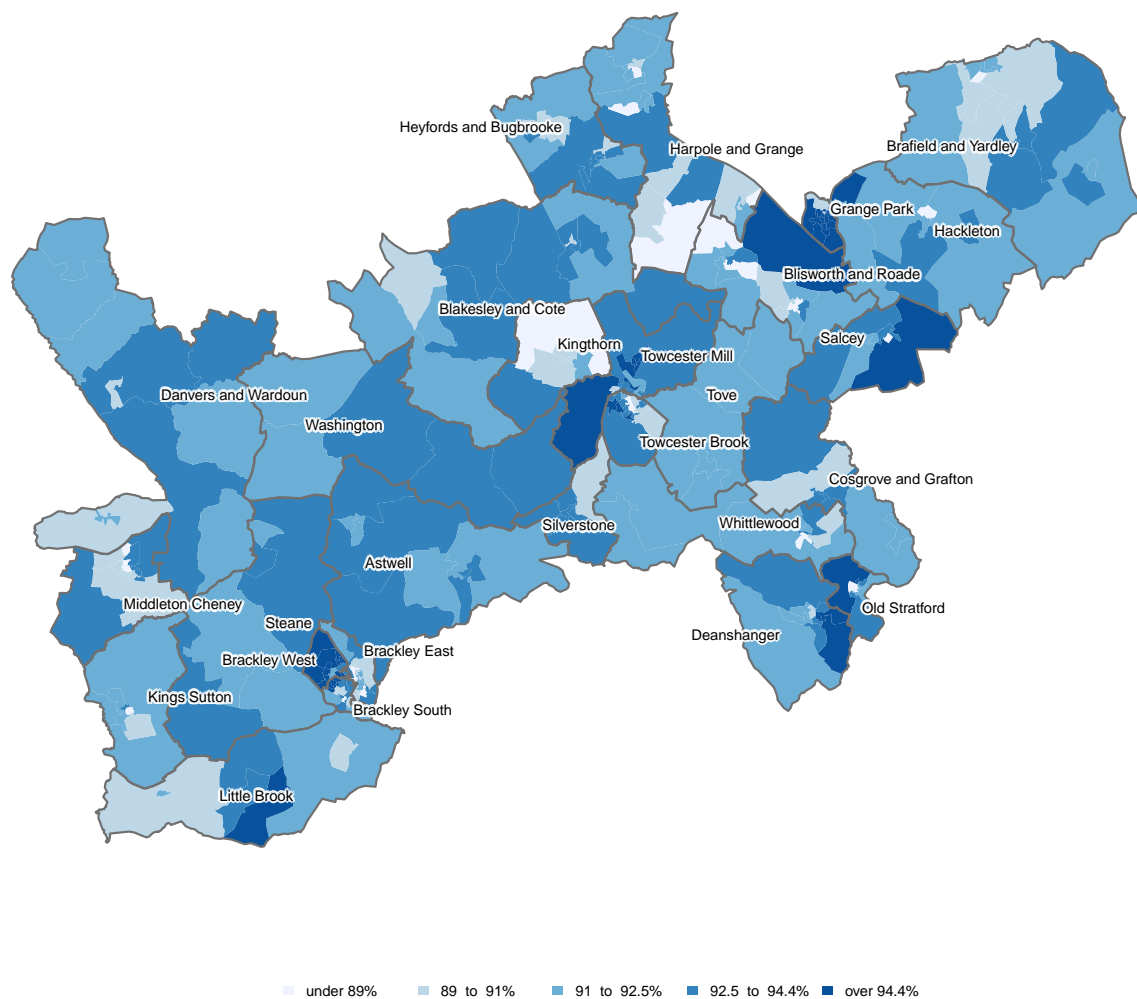 Heyfords and Bugbrooke
Harpole and Grange
Brafield and Yardley
Grange Park
Hackleton
Blisworth and Roade
Blakesley and Cote
Kingthorn
Towcester Mill
Salcey
Danvers and Wardoun
Tove
Washington
Towcester Brook
Cosgrove and Grafton
Silverstone
Whittlewood
Astwell
Middleton Cheney
Old Stratford
Steane
Deanshanger
Brackley East
Brackley West
Kings Sutton
Brackley South
Little Brook
under 89% 89 to 91% 91 to 92.5% 92.5 to 94.4% over 94.4%